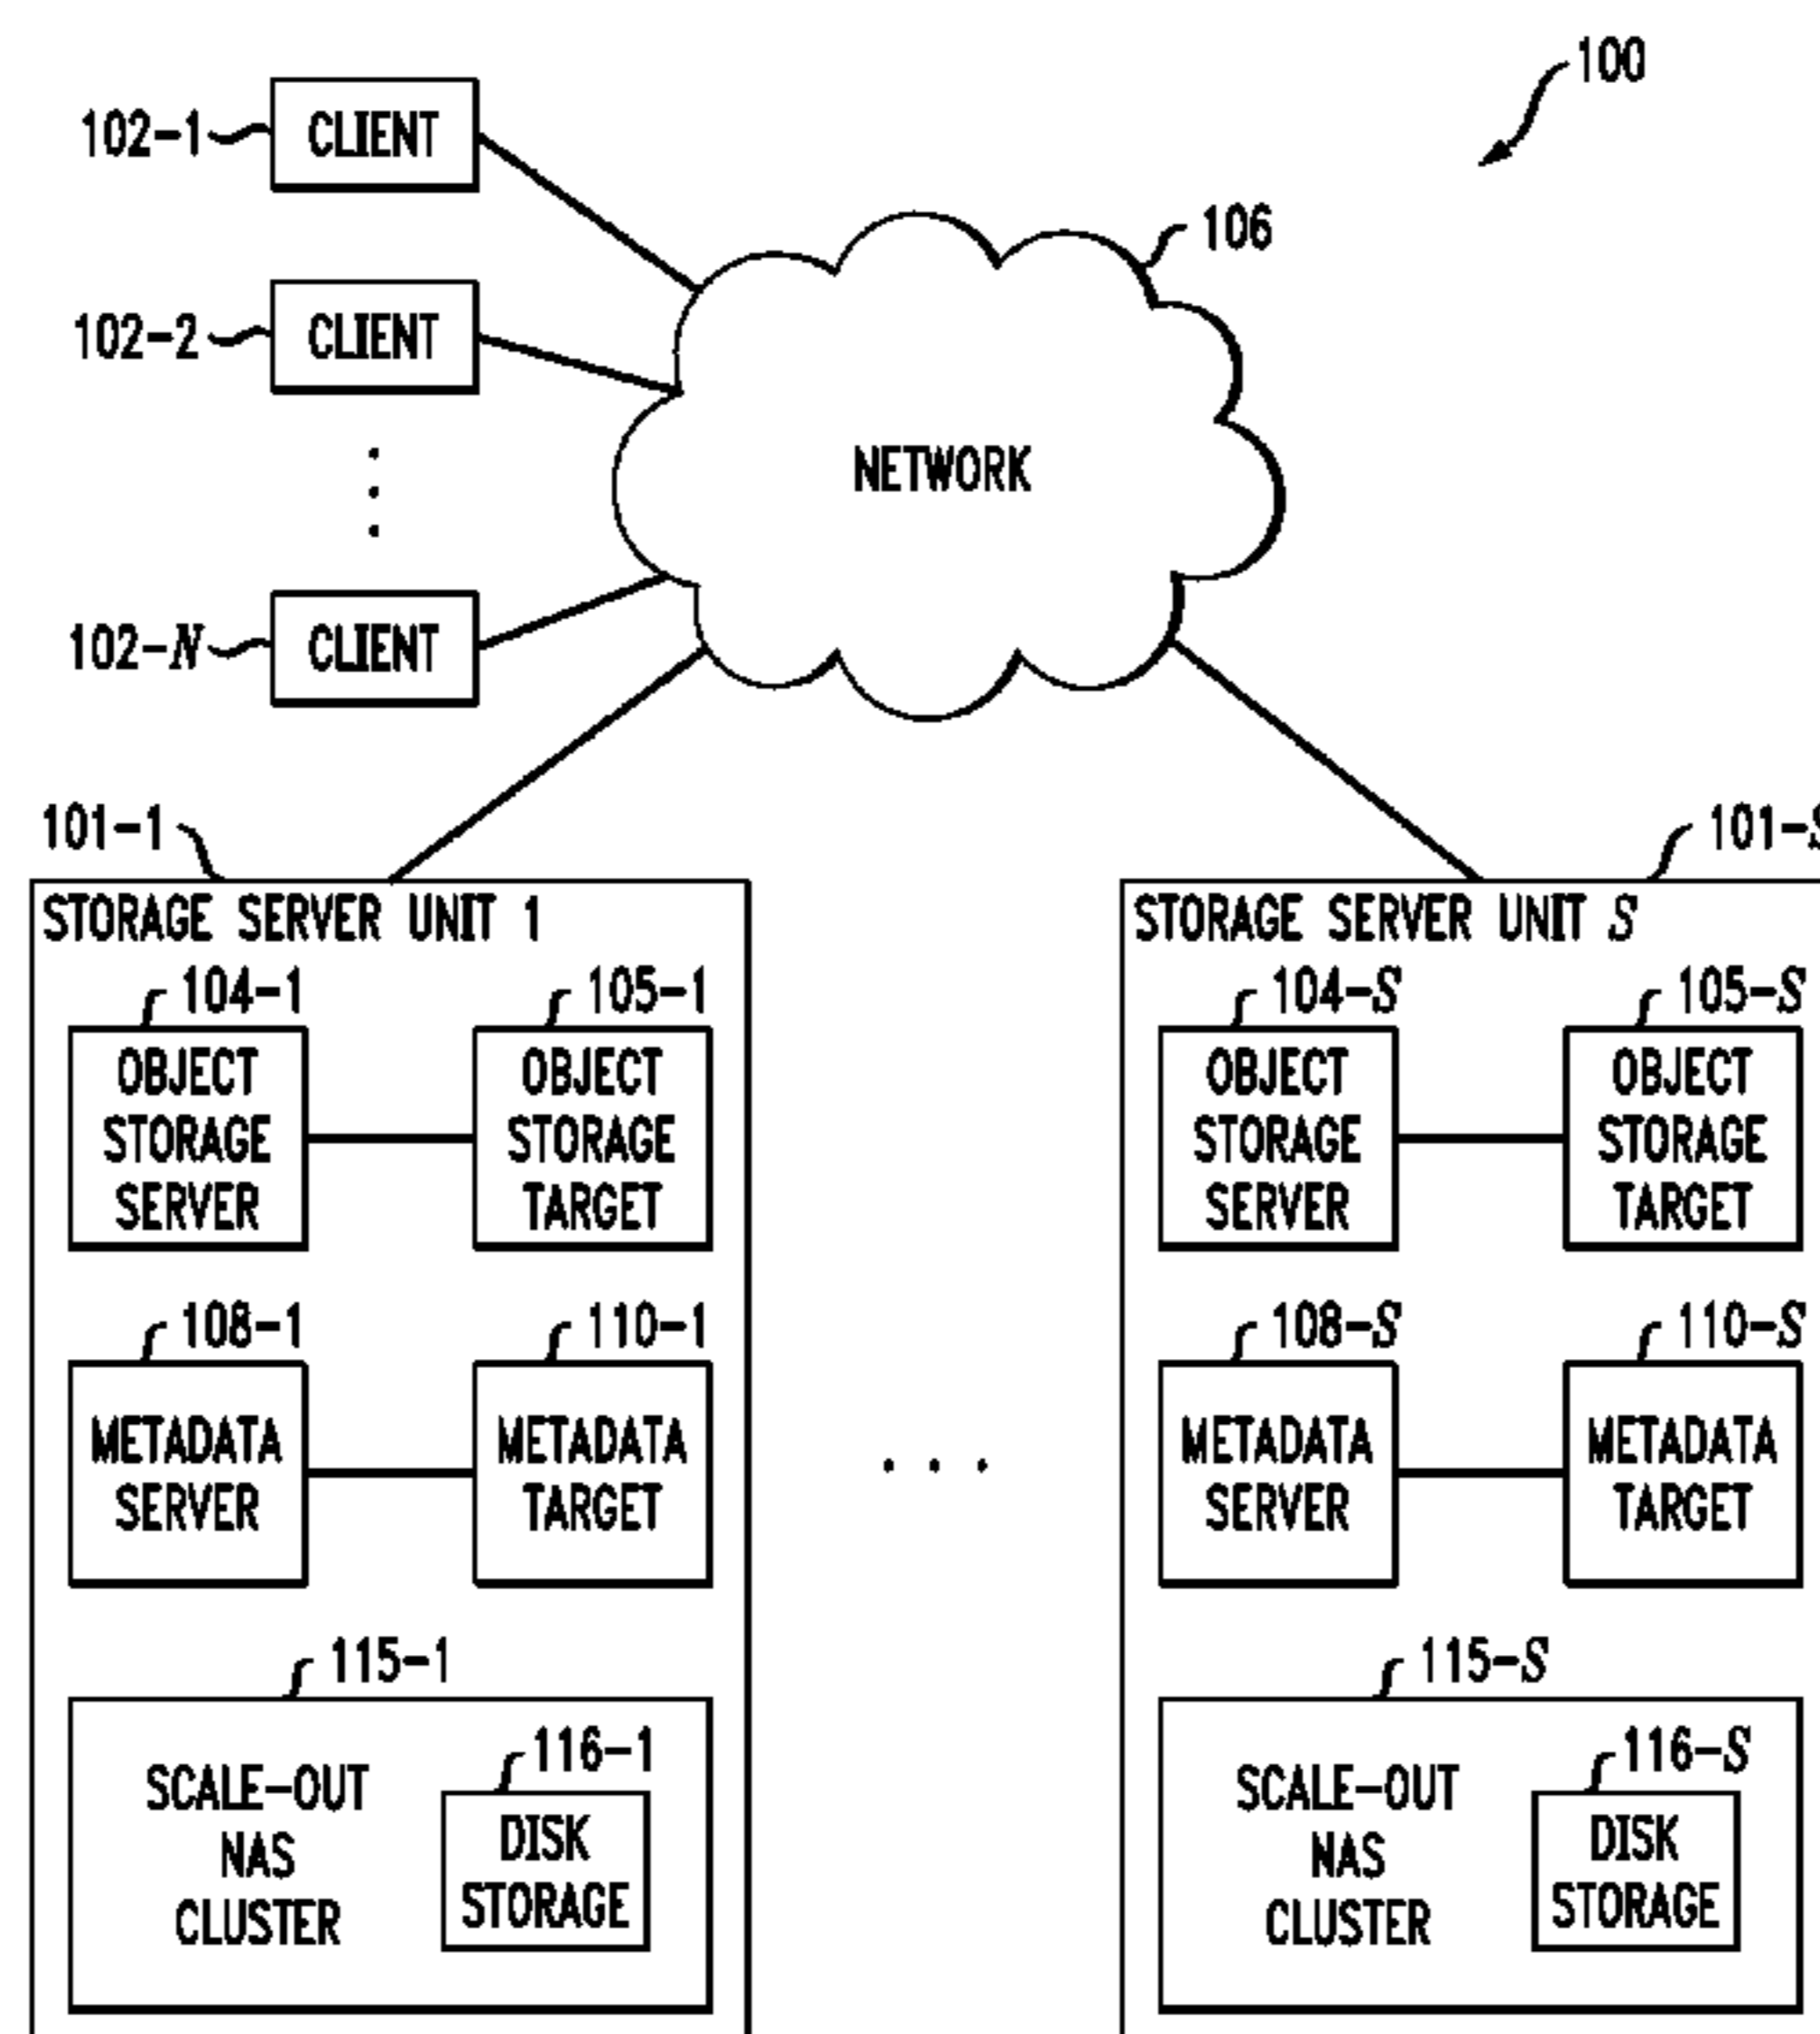 100
102-1
CLIENT
106
102-2
CLIENT
NETWORK
102-N
CLIENT
101-1
101-S
STORAGE SERVER UNIT 1
104-1
105-1
OBJECT
STORAGE
SERVER
OBJECT
STORAGE
TARGET
108-1
110-1
METADATA
SERVER
METADATA
TARGET
115-1
SCALE-OUT
NAS
CLUSTER
116-1
DISK
STORAGE
STORAGE SERVER UNIT S
104-S
105-S
OBJECT
STORAGE
SERVER
OBJECT
STORAGE
TARGET
108-S
110-S
METADATA
SERVER
METADATA
TARGET
115-S
SCALE-OUT
NAS
CLUSTER
116-S
DISK
STORAGE